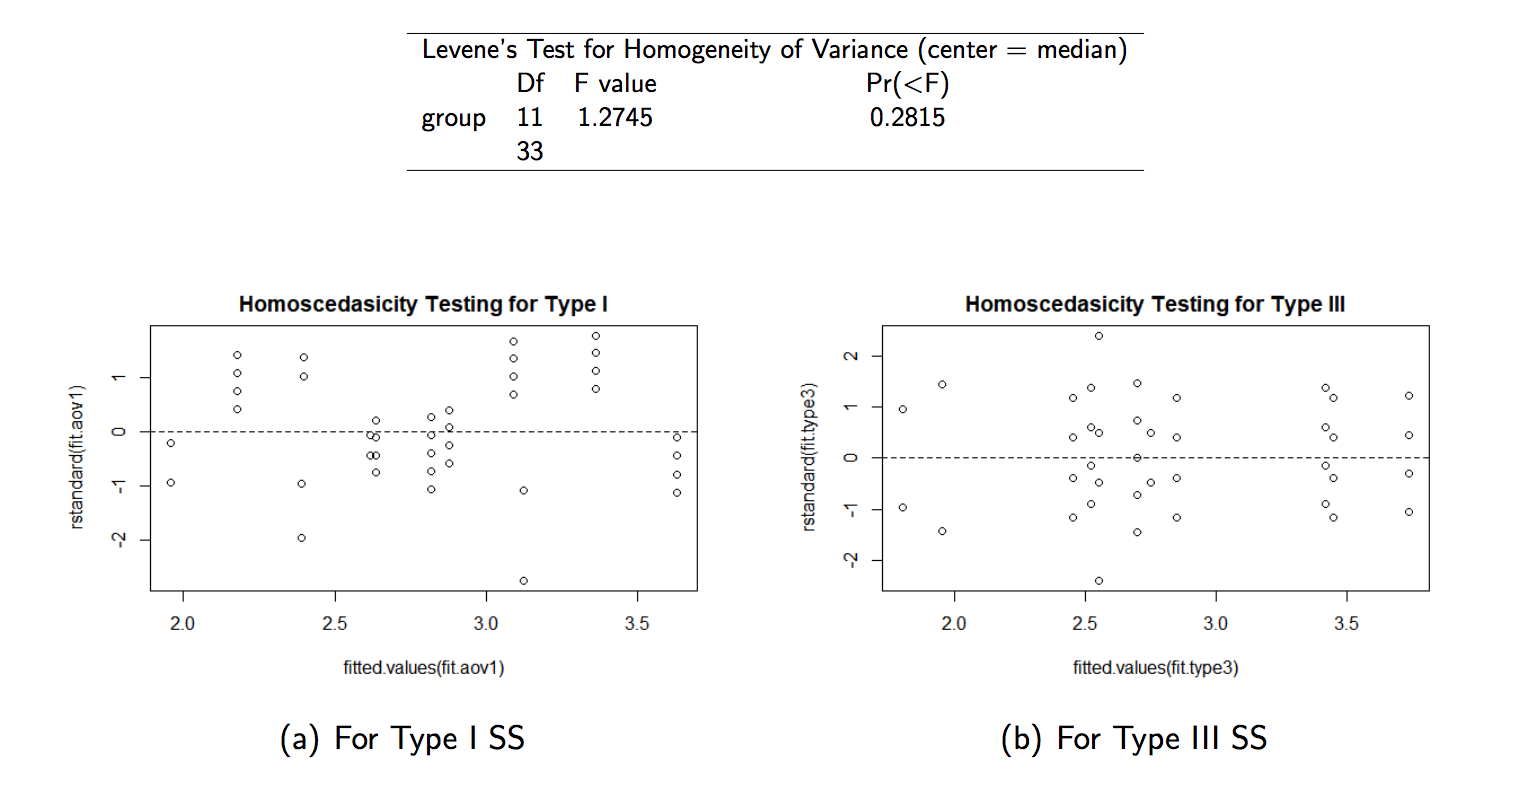 Levene's Test for Homogeneity of Variance (center = median)
Df F value Pr(<F)
group 11 1.2745 0.2815
33
Homoscedasicity Testing for Type I
rstandard(fit.aov1)
1
0
-1
-2
2.0 2.5 3.0 3.5
fitted.values(fit.aov1)
(a) For Type I SS
Homoscedasicity Testing for Type III
rstandard(fit.type3)
2
1
0
-1
-2
2.0 2.5 3.0 3.5
fitted.values(fit.type3)
(b) For Type III SS